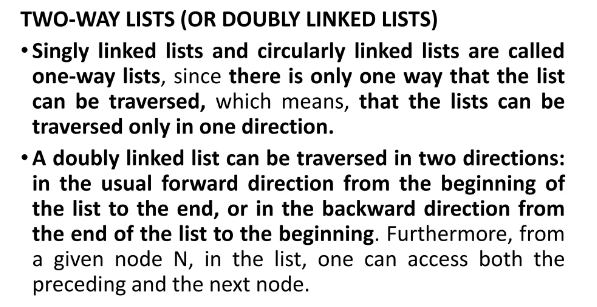 TWO-WAY LISTS (OR DOUBLY LINKED LISTS)
• Singly linked lists and circularly linked lists are called
one-way lists, since there is only one way that the list
can be traversed, which means, that the lists can be
traversed only in one direction.
• A doubly linked list can be traversed in two directions:
in the usual forward direction from the beginning of
the list to the end, or in the backward direction from
the end of the list to the beginning. Furthermore, from
a given node N, in the list, one can access both the
preceding and the next node.